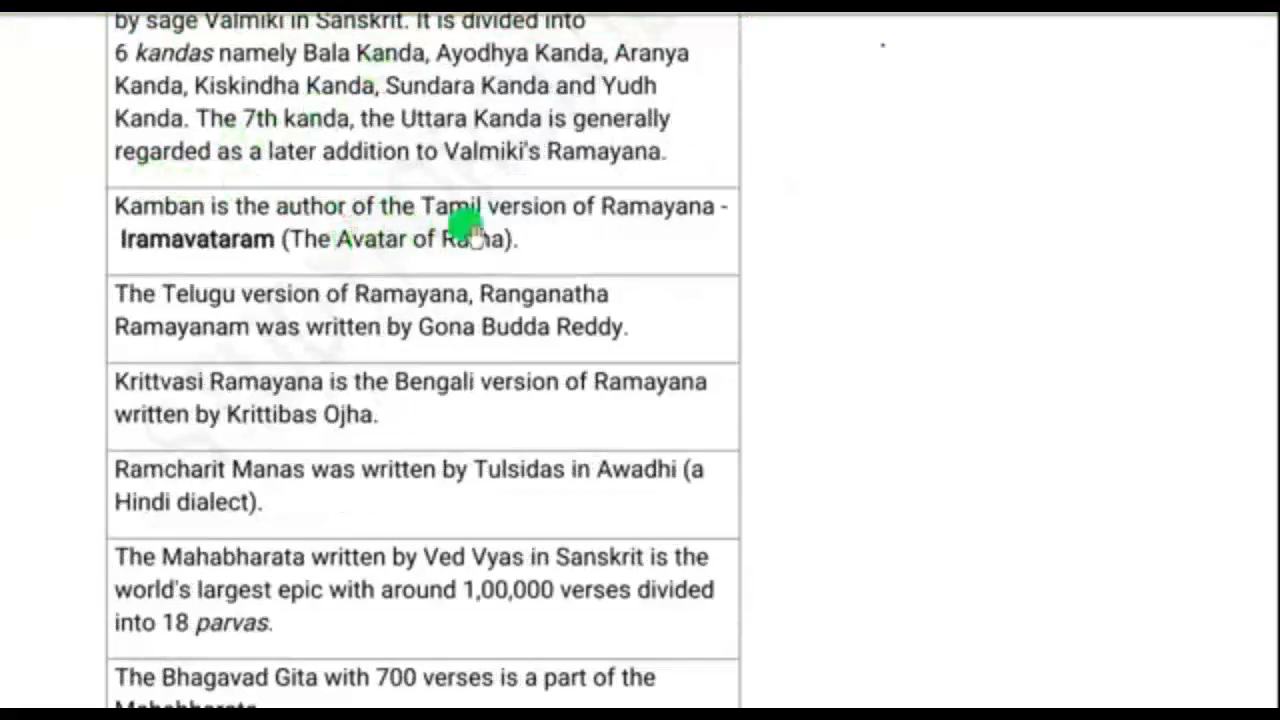 by sage Valmiki in Sanskrit. It is divided into
6 kandas namely Bala Kanda, Ayodhya Kanda, Aranya
Kanda, Kiskindha Kanda, Sundara Kanda and Yudh
Kanda. The 7th kanda, the Uttara Kanda is generally
regarded as a later addition to Valmiki's Ramayana.
Kamban is the author of the Tamil version of Ramayana -
Iramavataram (The Avatar of Rama).
The Telugu version of Ramayana, Ranganatha
Ramayanam was written by Gona Budda Reddy.
Krittvasi Ramayana is the Bengali version of Ramayana
written by Krittibas Ojha.
Ramcharit Manas was written by Tulsidas in Awadhi (a
Hindi dialect).
The Mahabharata written by Ved Vyas in Sanskrit is the
world's largest epic with around 1,00,000 verses divided
into 18 parvas.
The Bhagavad Gita with 700 verses is a part of the
Mahabharata